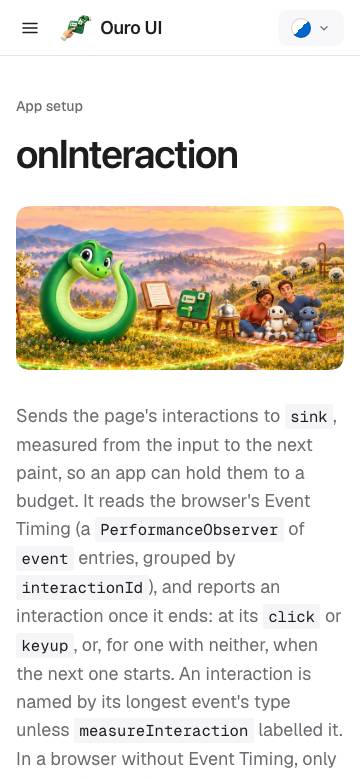 Ouro UI
App setup
onInteraction
Sends the page's interactions to sink,
measured from the input to the next
paint, so an app can hold them to a
budget. It reads the browser's Event
Timing (a PerformanceObserver of
event entries, grouped by
interactionId), and reports an
interaction once it ends: at its click or
keyup, or, for one with neither, when
the next one starts. An interaction is
named by its longest event's type
unless measureInteraction labelled it.
In a browser without Event Timing, only